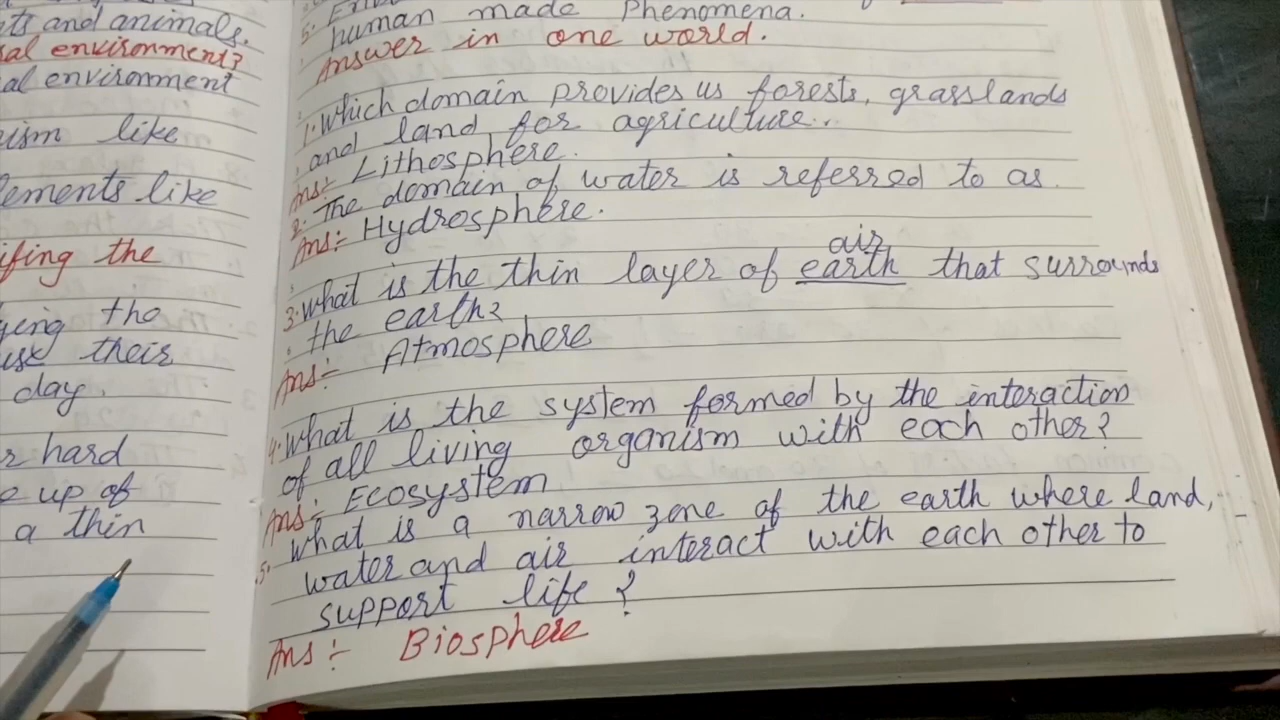 ts and animals.
al environment?
al environment
ism like
lements like
ifing the
ying the
use their
day.
r hard
e up of
a thin
5.
human made Phenomena.
Answer in one world.
1. Which domain provides us forests, grasslands
and land for agriculture..
Ans:- Lithosphere.
2. The domain of water is referred to as
Ans:- Hydrosphere.
air
3. What is the thin layer of earth that surrounds
the earth?
Ans:- Atmosphere
4. What is the system formed by the interaction
of all living organism with each other?
Ans:- Ecosystem
5. What is a narrow zone of the earth where land,
water and air interact with each other to
support life ?
Ans:- Biosphere